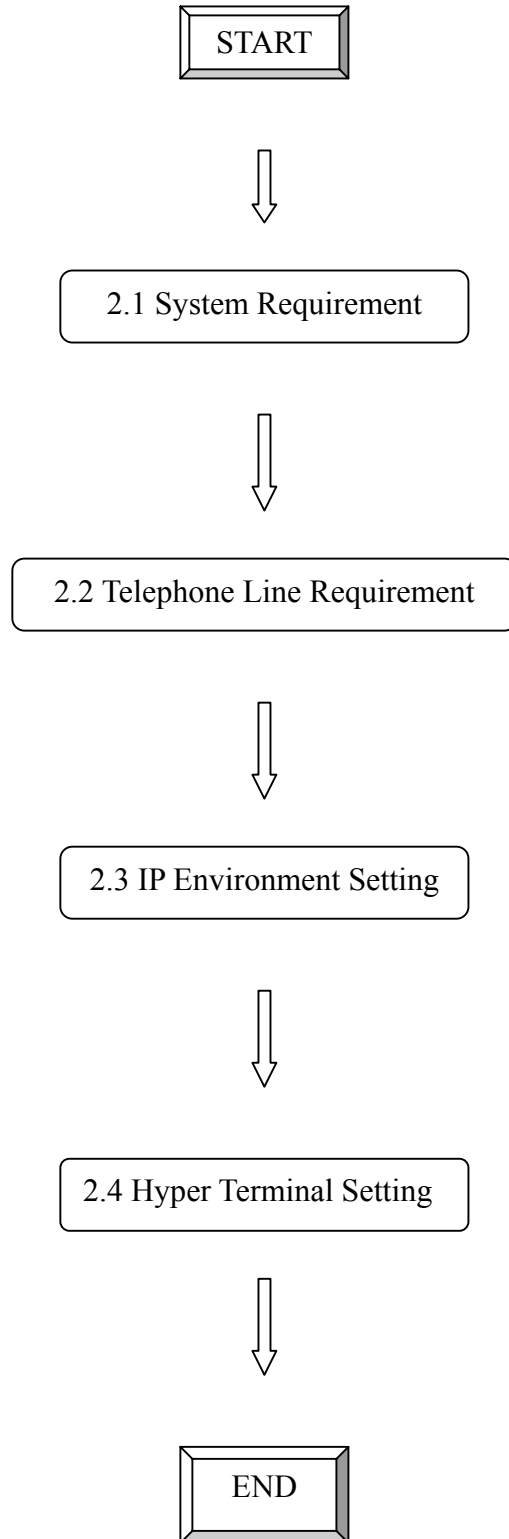 START
2.1 System Requirement
2.2 Telephone Line Requirement
2.3 IP Environment Setting
2.4 Hyper Terminal Setting
END